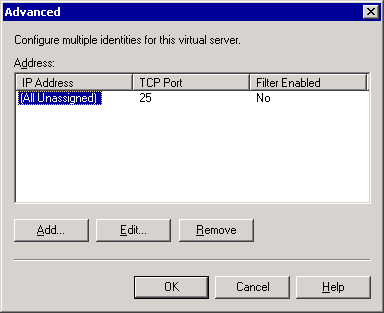 Advanced
Configure multiple identities for this virtual server.
Address:
IP Address TCP Port Filter Enabled
(All Unassigned) 25 No
Add... Edit... Remove
OK Cancel Help